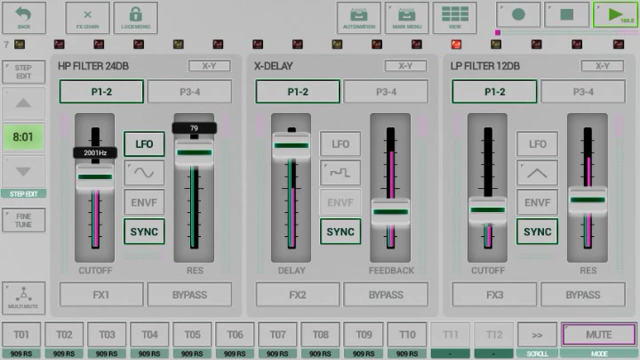 BACK
FX CHAIN
LOAD MONO
AUTOMATION
MAIN MENU
VIEW
7
STEP
EDIT
8:01
STEP EDIT
FINE
TUNE
MULTI MUTE
HP FILTER 24DB
X-Y
P1-2
P3-4
2001Hz
79
LFO
ENVF
SYNC
CUTOFF
RES
FX1
BYPASS
X-DELAY
X-Y
P1-2
P3-4
LFO
ENVF
SYNC
DELAY
FEEDBACK
FX2
BYPASS
LP FILTER 12DB
X-Y
P1-2
P3-4
LFO
ENVF
SYNC
CUTOFF
RES
FX3
BYPASS
T01 T02 T03 T04 T05 T06 T07 T08 T09 T10 T11 T12 >> MUTE
909 RS 909 RS 909 RS 909 RS 909 RS 909 RS 909 RS 909 RS 909 RS 909 RS - - SCROLL MODE